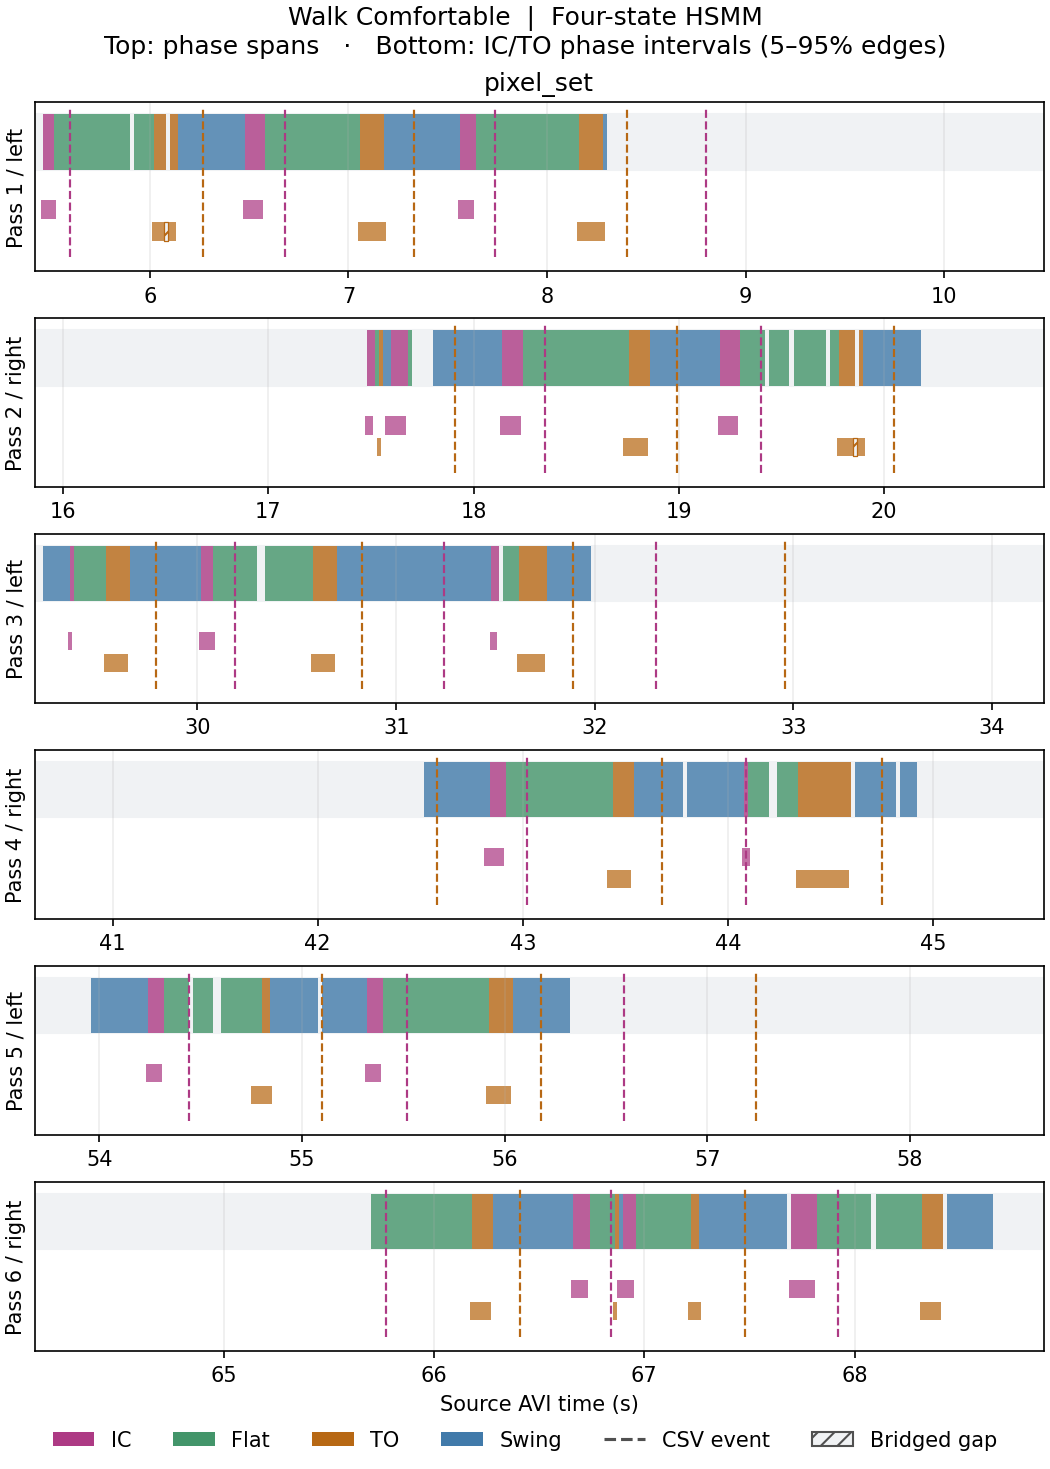 Walk Comfortable | Four-state HSMM
Top: phase spans · Bottom: IC/TO phase intervals (5–95% edges)
pixel_set
Pass 1 / left
6 7 8 9 10
Pass 2 / right
16 17 18 19 20
Pass 3 / left
30 31 32 33 34
Pass 4 / right
41 42 43 44 45
Pass 5 / left
54 55 56 57 58
Pass 6 / right
65 66 67 68
Source AVI time (s)
IC Flat TO Swing CSV event Bridged gap